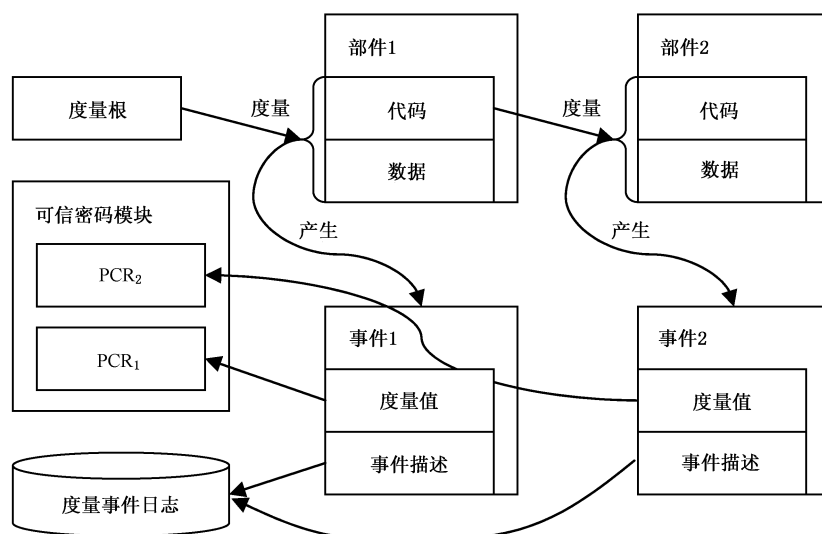 部件1
部件2
度量根
度量
代码
度量
代码
数据
数据
可信密码模块
产生
产生
PCR₂
PCR₁
事件1
事件2
度量值
度量值
事件描述
事件描述
度量事件日志